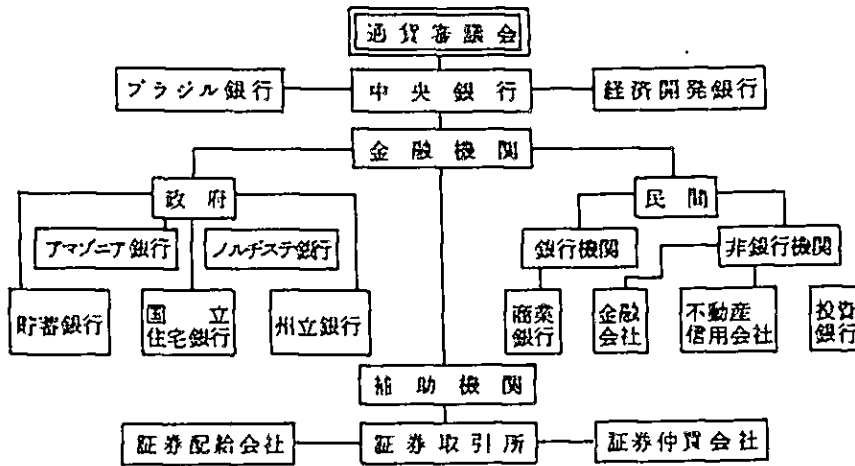 通貨審議会
ブラジル銀行
中央銀行
経済開発銀行
金融機関
政府
民間
アマゾニア銀行
ノルヂステ銀行
銀行機関
非銀行機関
貯蓄銀行
国立
住宅銀行
州立銀行
商業
銀行
金融
会社
不動産
信用会社
投資
銀行
補助機関
証券配給会社
証券取引所
証券仲買会社